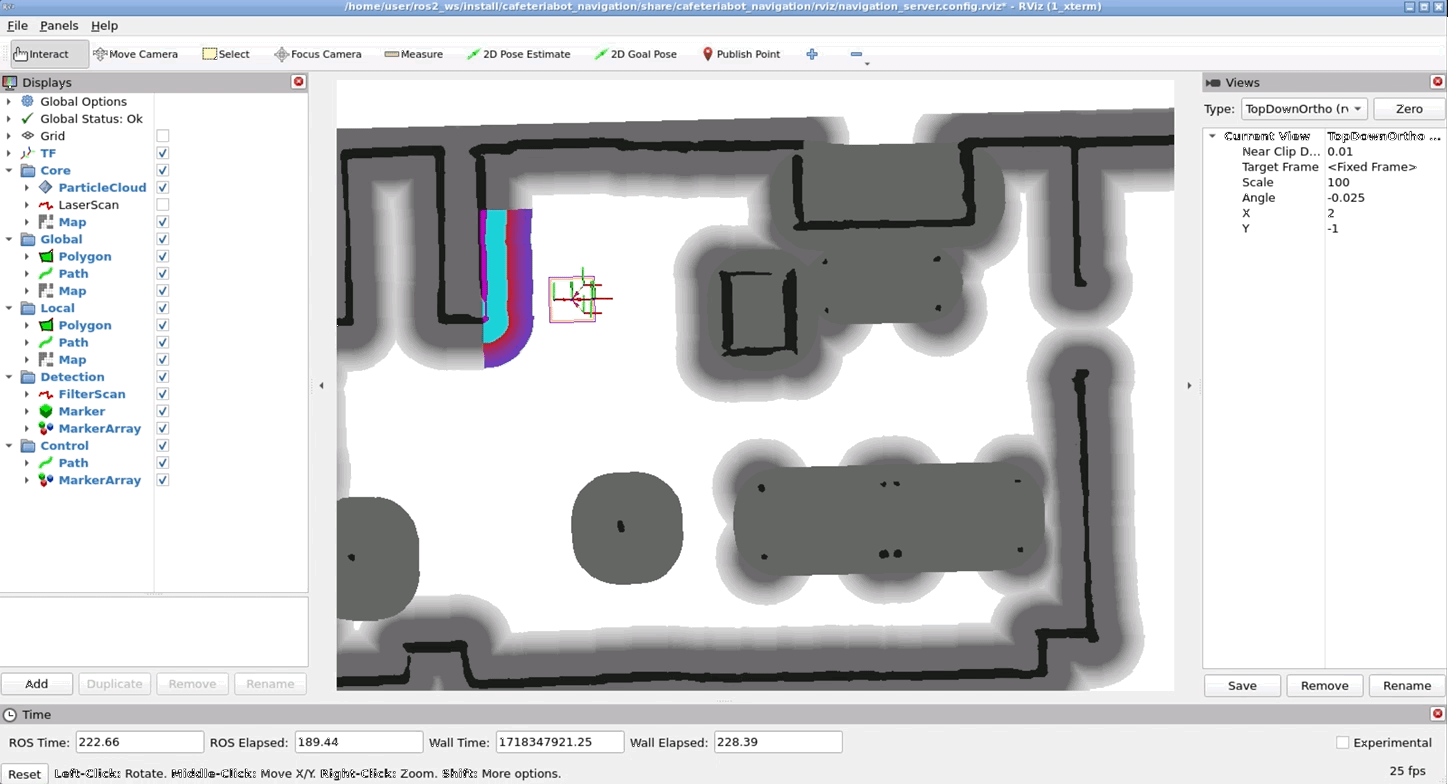 /home/user/ros2_ws/install/cafeteriabot_navigation/share/cafeteriabot_navigation/rviz/navigation_server.config.rviz* - RViz (1_xterm)
File Panels Help
Interact Move Camera Select Focus Camera Measure 2D Pose Estimate 2D Goal Pose Publish Point
Displays
Global Options
Global Status: Ok
Grid
TF
Core
ParticleCloud
LaserScan
Map
Global
Polygon
Path
Map
Local
Polygon
Path
Map
Detection
FilterScan
Marker
MarkerArray
Control
Path
MarkerArray
Add Duplicate Remove Rename
Views
Type: TopDownOrtho (rv Zero
Current View TopDownOrtho ...
Near Clip D... 0.01
Target Frame <Fixed Frame>
Scale 100
Angle -0.025
X 2
Y -1
Save Remove Rename
Time
ROS Time: 222.66 ROS Elapsed: 189.44 Wall Time: 1718347921.25 Wall Elapsed: 228.39 Experimental
Reset Left-Click: Rotate. Middle-Click: Move X/Y. Right-Click: Zoom. Shift: More options. 25 fps